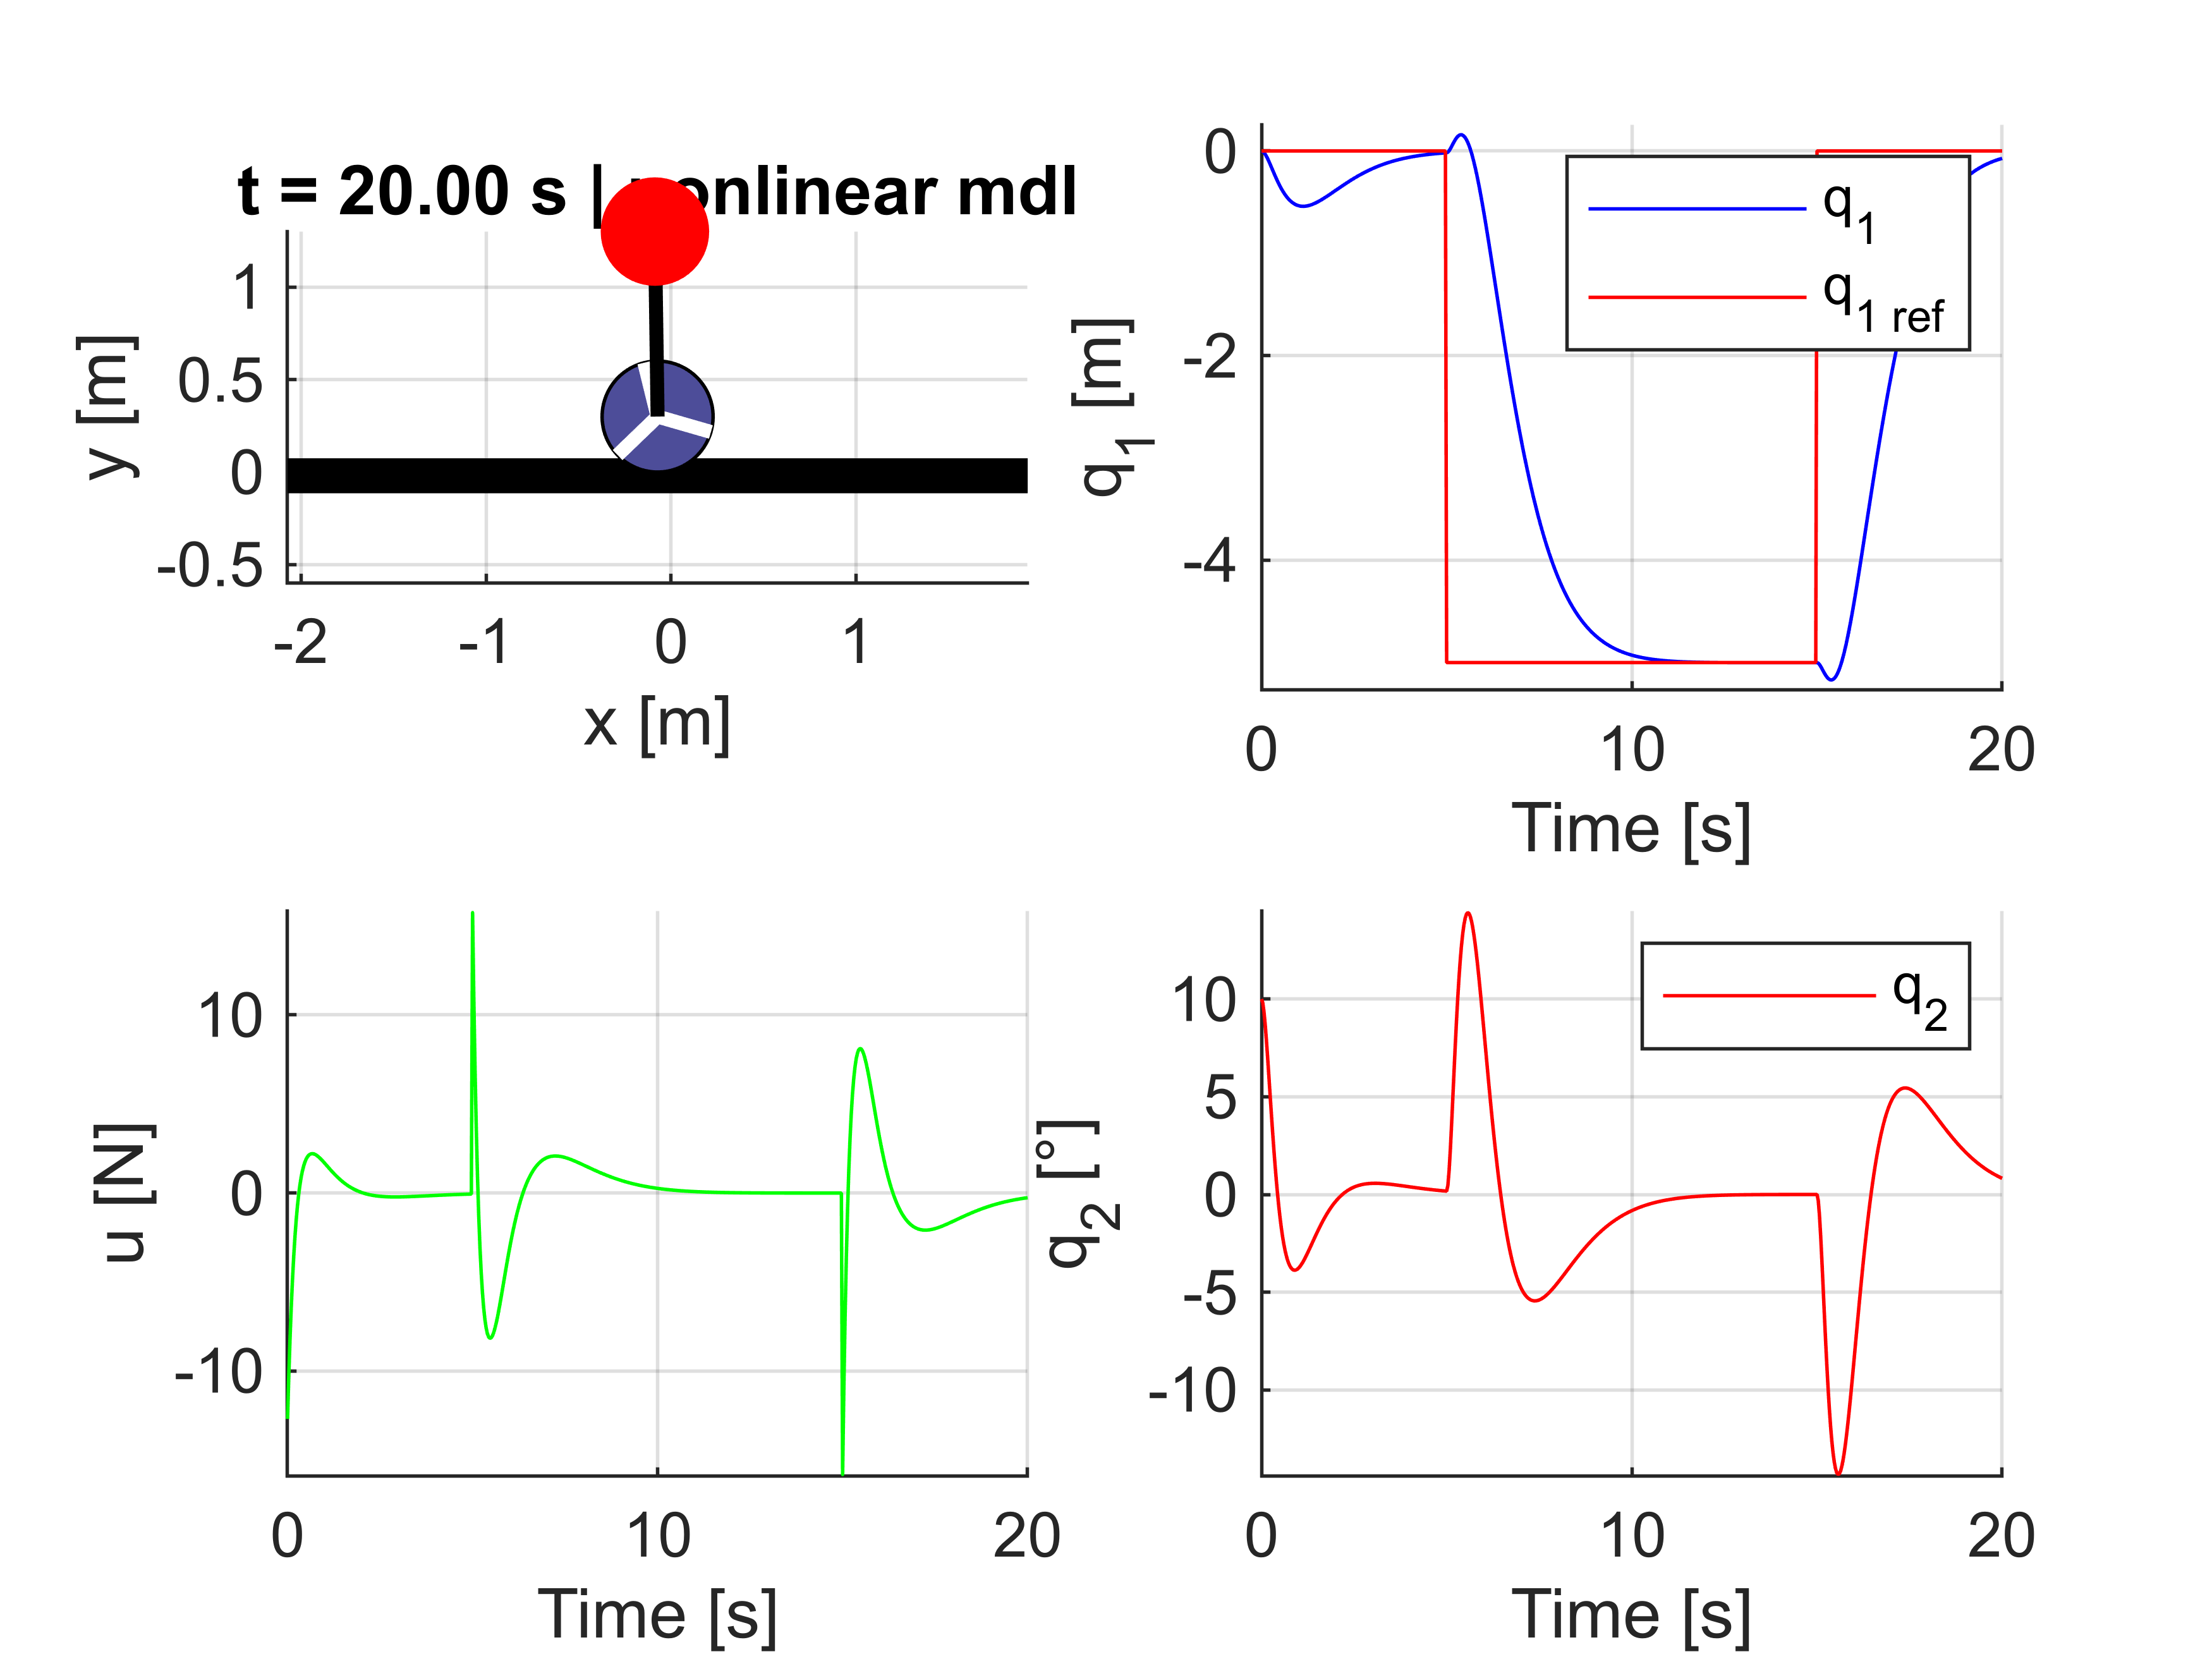 t = 20.00 s | nonlinear mdl
1
0.5
0
-0.5
y [m]
-2 -1 0 1
x [m]
0
-2
-4
q1 [m]
q1
q1 ref
0 10 20
Time [s]
10
0
-10
u [N]
0 10 20
Time [s]
10
5
0
-5
-10
q2 [°]
q2
0 10 20
Time [s]